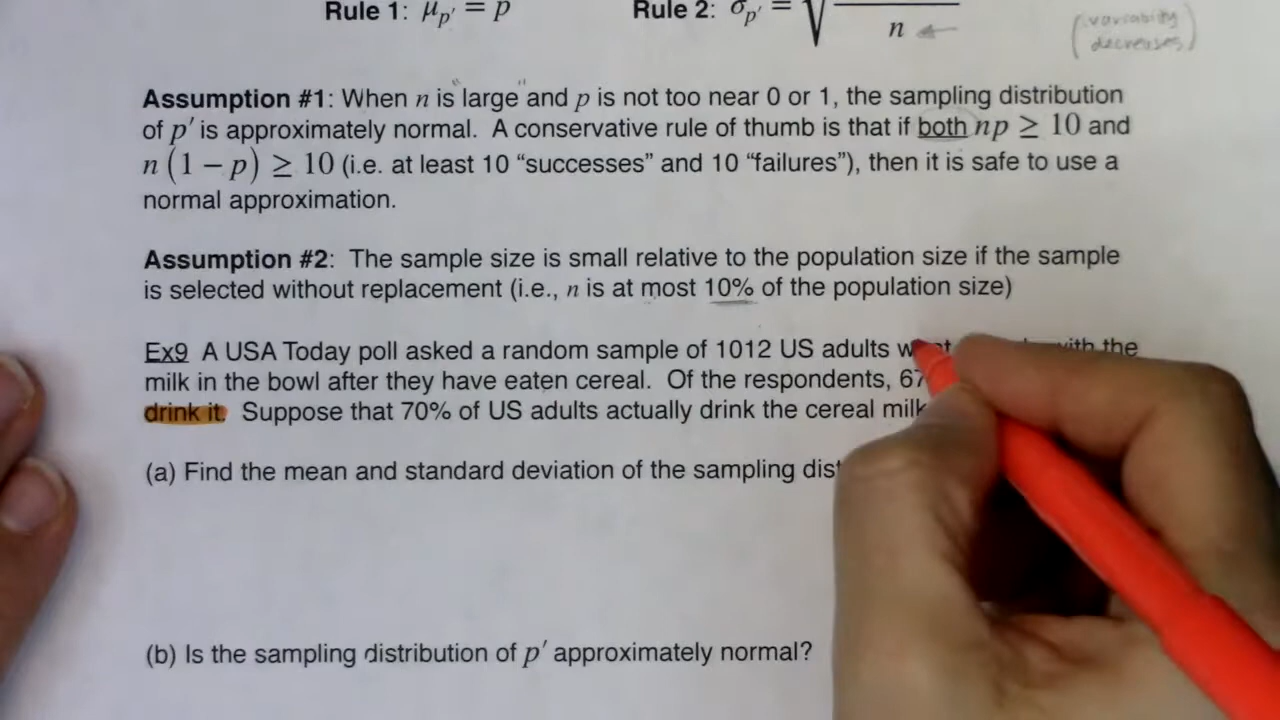 Rule 1: μp′ = p Rule 2: σp′ = √ n
(variability decreases)
Assumption #1: When n is "large" and p is not too near 0 or 1, the sampling distribution
of p′ is approximately normal. A conservative rule of thumb is that if both np ≥ 10 and
n(1 − p) ≥ 10 (i.e. at least 10 “successes” and 10 “failures”), then it is safe to use a
normal approximation.
Assumption #2: The sample size is small relative to the population size if the sample
is selected without replacement (i.e., n is at most 10% of the population size)
Ex9 A USA Today poll asked a random sample of 1012 US adults with the
milk in the bowl after they have eaten cereal. Of the respondents, 67
drink it. Suppose that 70% of US adults actually drink the cereal milk
(a) Find the mean and standard deviation of the sampling dist
(b) Is the sampling distribution of p′ approximately normal?